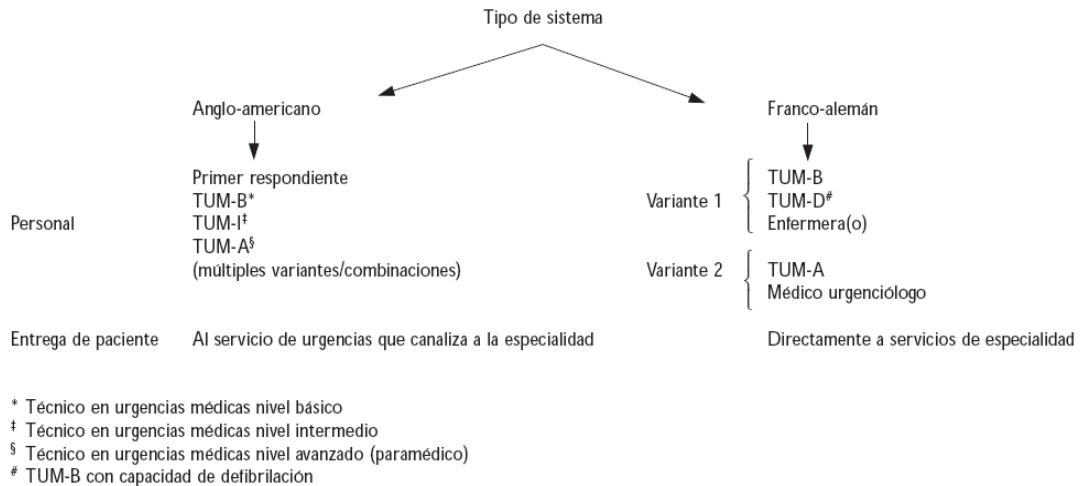 Tipo de sistema
Anglo-americano
Franco-alemán
Personal
Primer respondiente
TUM-B*
TUM-I‡
TUM-A§
(múltiples variantes/combinaciones)
Variante 1
TUM-B
TUM-D#
Enfermera(o)
Variante 2
TUM-A
Médico urgenciólogo
Entrega de paciente Al servicio de urgencias que canaliza a la especialidad Directamente a servicios de especialidad
* Técnico en urgencias médicas nivel básico
‡ Técnico en urgencias médicas nivel intermedio
§ Técnico en urgencias médicas nivel avanzado (paramédico)
# TUM-B con capacidad de defibrilación